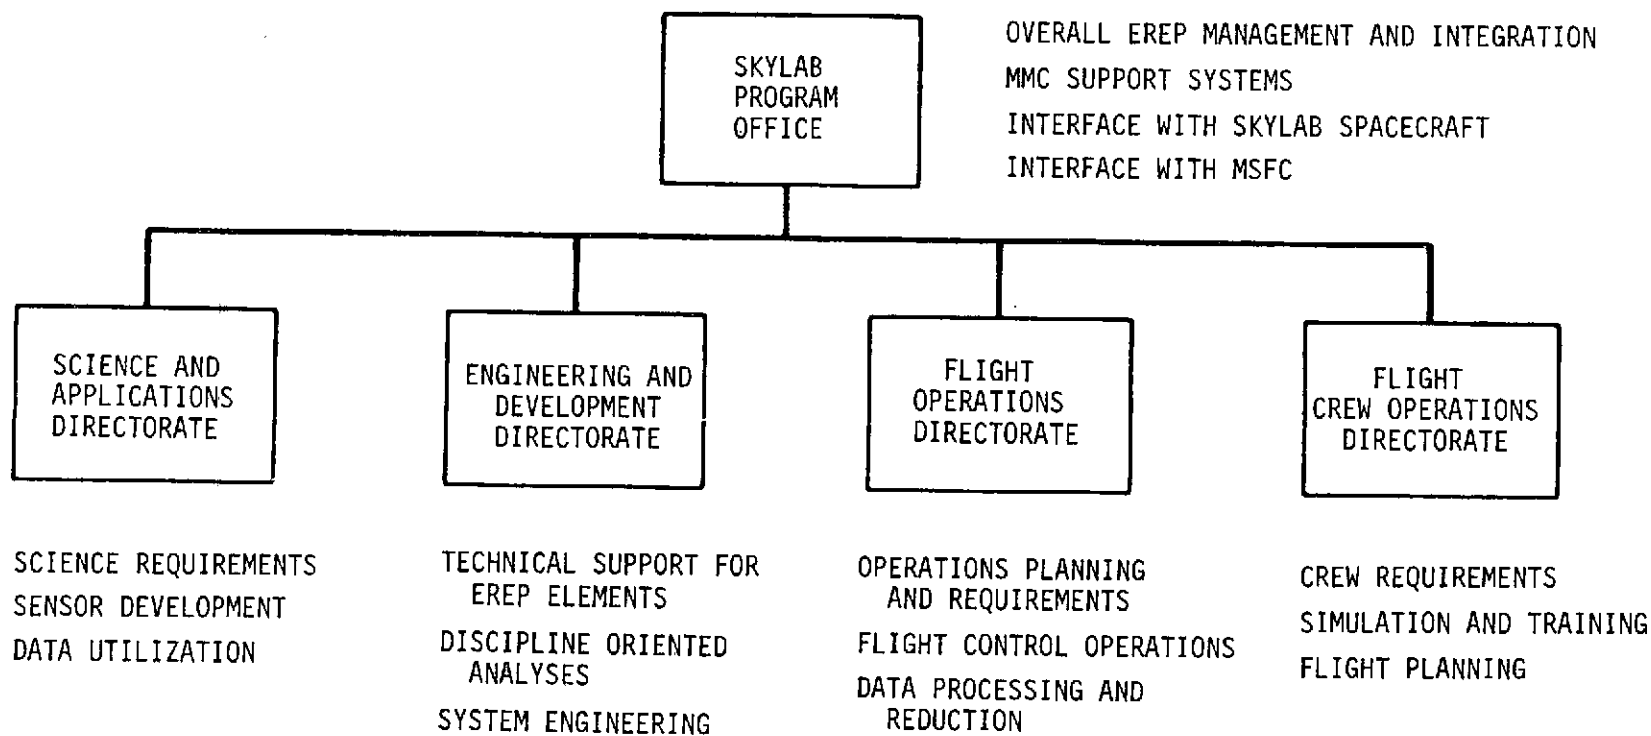 SKYLAB
PROGRAM
OFFICE
OVERALL EREP MANAGEMENT AND INTEGRATION
MMC SUPPORT SYSTEMS
INTERFACE WITH SKYLAB SPACECRAFT
INTERFACE WITH MSFC
SCIENCE AND
APPLICATIONS
DIRECTORATE
ENGINEERING AND
DEVELOPMENT
DIRECTORATE
FLIGHT
OPERATIONS
DIRECTORATE
FLIGHT
CREW OPERATIONS
DIRECTORATE
SCIENCE REQUIREMENTS
SENSOR DEVELOPMENT
DATA UTILIZATION
TECHNICAL SUPPORT FOR
EREP ELEMENTS
DISCIPLINE ORIENTED
ANALYSES
SYSTEM ENGINEERING
OPERATIONS PLANNING
AND REQUIREMENTS
FLIGHT CONTROL OPERATIONS
DATA PROCESSING AND
REDUCTION
CREW REQUIREMENTS
SIMULATION AND TRAINING
FLIGHT PLANNING